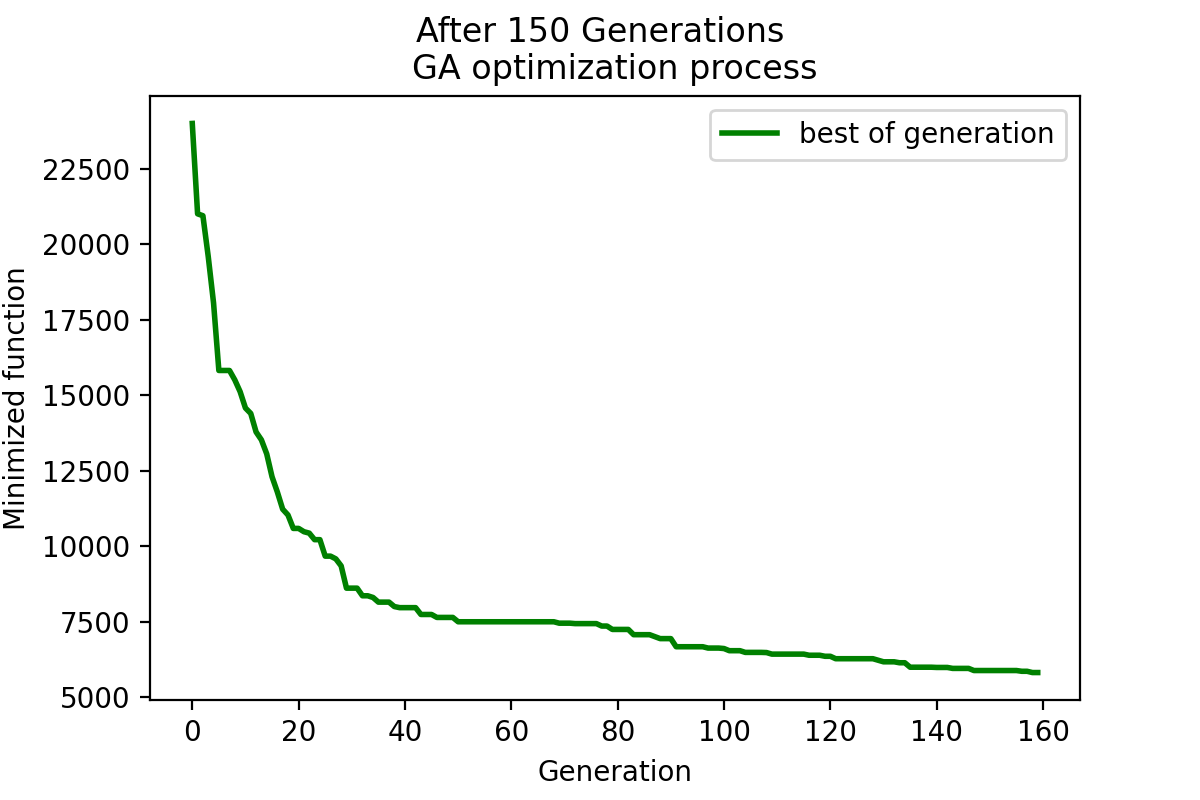 After 150 Generations
GA optimization process
best of generation
Minimized function
22500
20000
17500
15000
12500
10000
7500
5000
0 20 40 60 80 100 120 140 160
Generation